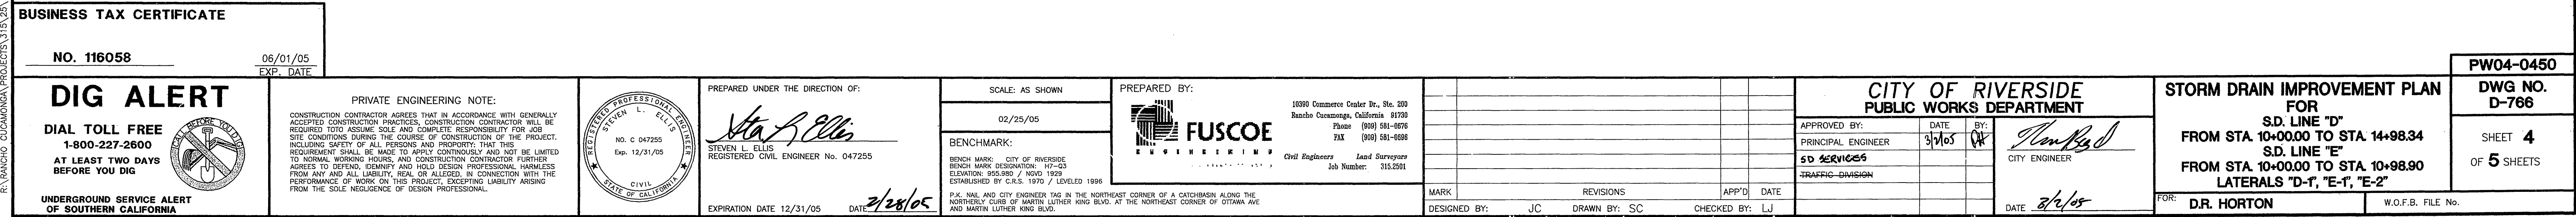 R:\RANCHO CUCAMONGA\PROJECTS\315\25\
BUSINESS TAX CERTIFICATE
NO. 116058
06/01/05
EXP. DATE
DIG ALERT
DIAL TOLL FREE
1-800-227-2600
AT LEAST TWO DAYS
BEFORE YOU DIG
CALL BEFORE YOU DIG
UNDERGROUND SERVICE ALERT
OF SOUTHERN CALIFORNIA
PRIVATE ENGINEERING NOTE:
CONSTRUCTION CONTRACTOR AGREES THAT IN ACCORDANCE WITH GENERALLY
ACCEPTED CONSTRUCTION PRACTICES, CONSTRUCTION CONTRACTOR WILL BE
REQUIRED TOTO ASSUME SOLE AND COMPLETE RESPONSIBILITY FOR JOB
SITE CONDITIONS DURING THE COURSE OF CONSTRUCTION OF THE PROJECT.
INCLUDING SAFETY OF ALL PERSONS AND PROPORTY: THAT THIS
REQUIREMENT SHALL BE MADE TO APPLY CONTINOUSLY AND NOT BE LIMITED
TO NORMAL WORKING HOURS, AND CONSTRUCTION CONTRACTOR FURTHER
AGREES TO DEFEND, IDEMNIFY AND HOLD DESIGN PROFESSIONAL HARMLESS
FROM ANY AND ALL LIABILITY, REAL OR ALLEGED, IN CONNECTION WITH THE
PERFORMANCE OF WORK ON THIS PROJECT, EXCEPTING LIABILITY ARISING
FROM THE SOLE NEGLIGENCE OF DESIGN PROFESSIONAL.
REGISTERED PROFESSIONAL ENGINEER
STEVEN L. ELLIS
NO. C 047255
Exp. 12/31/05
CIVIL
STATE OF CALIFORNIA
PREPARED UNDER THE DIRECTION OF:
STEVEN L. ELLIS
REGISTERED CIVIL ENGINEER No. 047255
EXPIRATION DATE 12/31/05 DATE 2/28/05
SCALE: AS SHOWN
02/25/05
BENCHMARK:
BENCH MARK: CITY OF RIVERSIDE
BENCH MARK DESIGNATION: H7-Q3
ELEVATION: 955.980 / NGVD 1929
ESTABLISHED BY C.R.S. 1970 / LEVELED 1996
P.K. NAIL AND CITY ENGINEER TAG IN THE NORTHEAST CORNER OF A CATCHBASIN ALONG THE
NORTHERLY CURB OF MARTIN LUTHER KING BLVD. AT THE NORTHEAST CORNER OF OTTAWA AVE
AND MARTIN LUTHER KING BLVD.
PREPARED BY:
FUSCOE
ENGINEERING
10390 Commerce Center Dr., Ste. 200
Rancho Cucamonga, California 91730
Phone (909) 581-0676
FAX (909) 581-0696
Civil Engineers Land Surveyors
Job Number: 315.2501
MARK REVISIONS APP'D DATE
DESIGNED BY: JC DRAWN BY: SC CHECKED BY: LJ
CITY OF RIVERSIDE
PUBLIC WORKS DEPARTMENT
APPROVED BY: DATE BY:
PRINCIPAL ENGINEER 3/2/05
SD SERVICES
TRAFFIC DIVISION
CITY ENGINEER
DATE 3/2/05
STORM DRAIN IMPROVEMENT PLAN
FOR
S.D. LINE "D"
FROM STA. 10+00.00 TO STA. 14+98.34
S.D. LINE "E"
FROM STA. 10+00.00 TO STA. 10+98.90
LATERALS "D-1", "E-1", "E-2"
FOR: D.R. HORTON
W.O.F.B. FILE No.
PW04-0450
DWG NO.
D-766
SHEET 4
OF 5 SHEETS